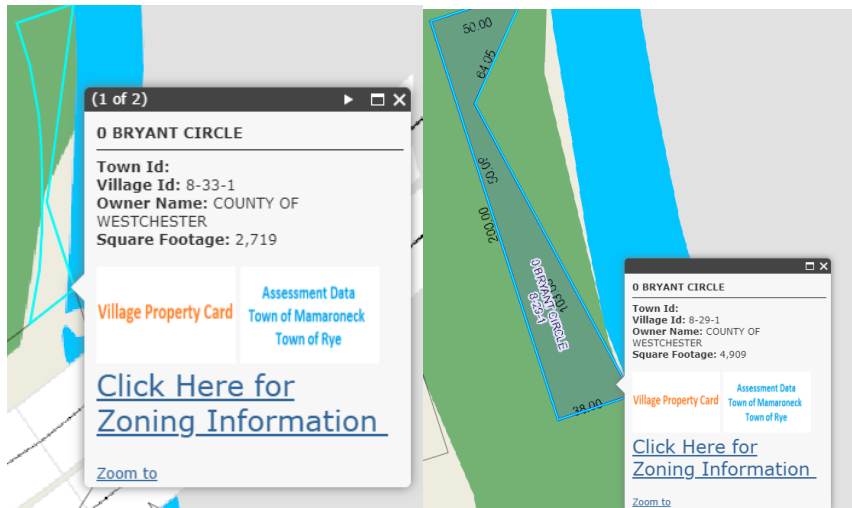 (1 of 2)
0 BRYANT CIRCLE
Town Id:
Village Id: 8-33-1
Owner Name: COUNTY OF
WESTCHESTER
Square Footage: 2,719
Village Property Card
Assessment Data
Town of Mamaroneck
Town of Rye
Click Here for
Zoning Information
Zoom to
50.00
64.05
50.09
200.00
0 BRYANT CIRCLE
8-29-1
38.00
0 BRYANT CIRCLE
Town Id:
Village Id: 8-29-1
Owner Name: COUNTY OF
WESTCHESTER
Square Footage: 4,909
Village Property Card
Assessment Data
Town of Mamaroneck
Town of Rye
Click Here for
Zoning Information
Zoom to